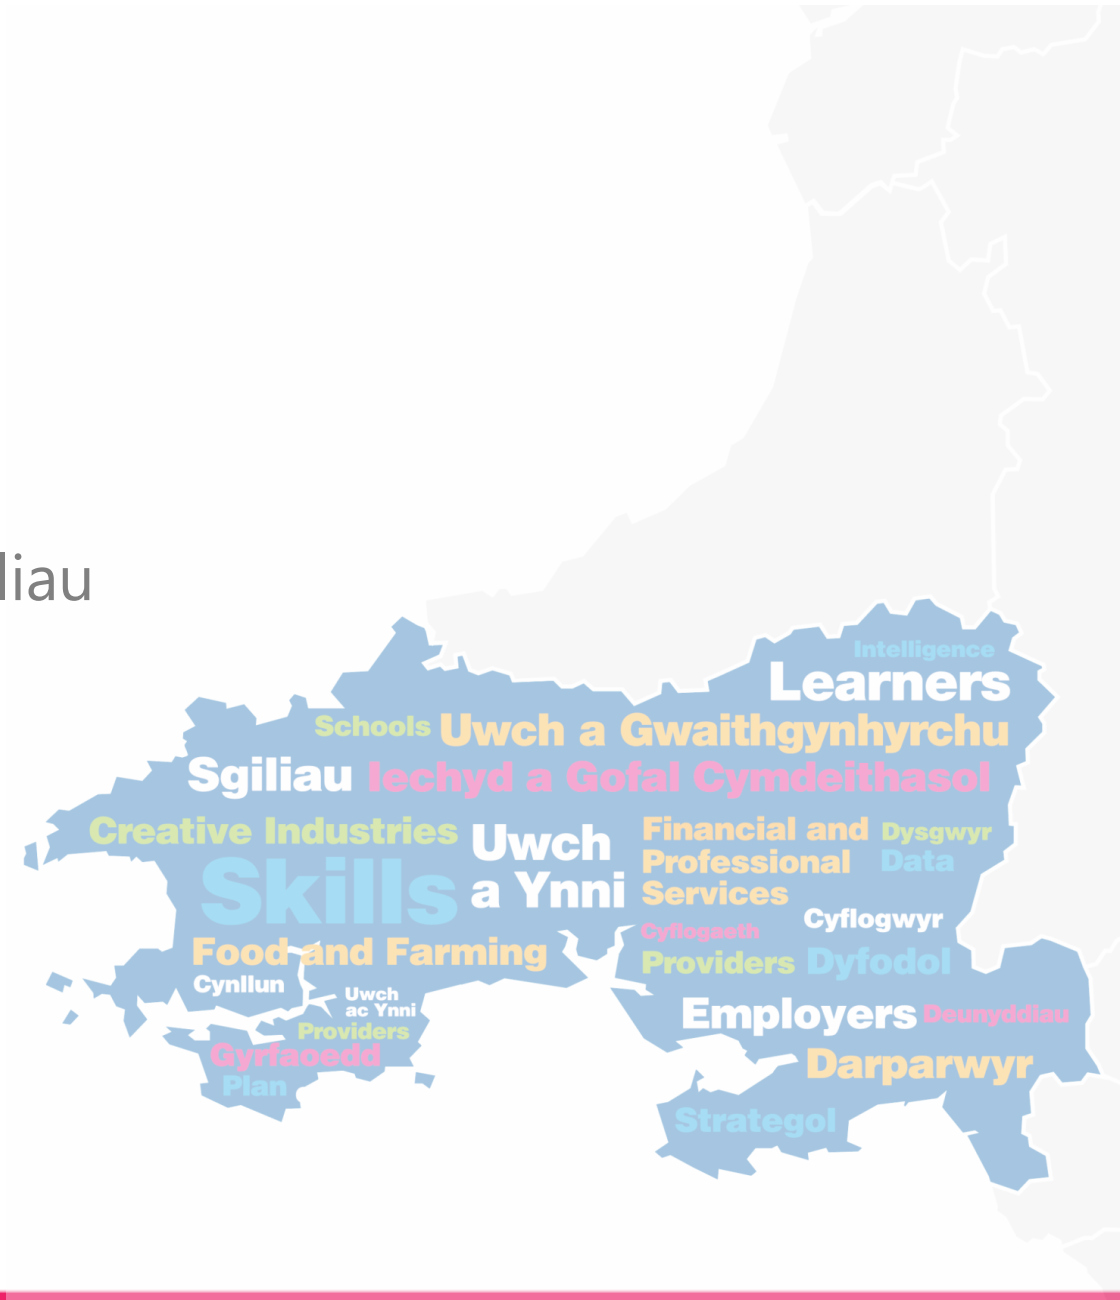 liau
Intelligence
Learners
Schools Uwch a Gwaithgynhyrchu
Sgiliau Iechyd a Gofal Cymdeithasol
Creative Industries
Skills
Uwch
a Ynni
Financial and
Professional
Services
Dysgwyr
Data
Cyflogwyr
Cyflogaeth
Food and Farming
Providers Dyfodol
Cynllun
Uwch
ac Ynni
Providers
Employers Deunyddiau
Gyrfaoedd
Darparwyr
Plan
Strategol